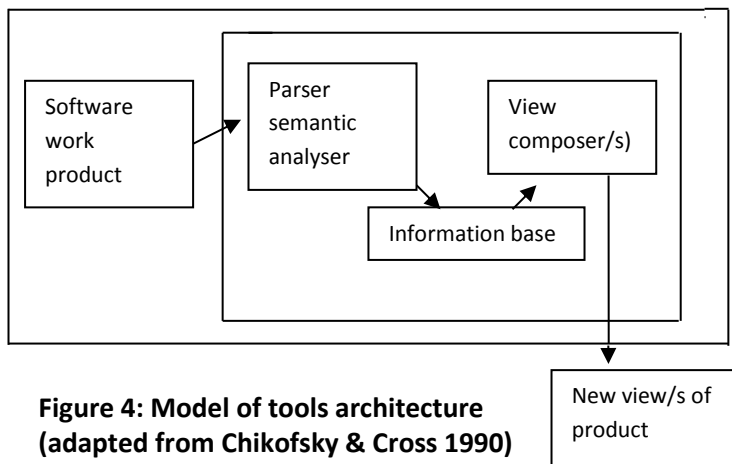 Software
work
product
Parser
semantic
analyser
View
composer/s)
Information base
New view/s of
product
Figure 4: Model of tools architecture
(adapted from Chikofsky & Cross 1990)